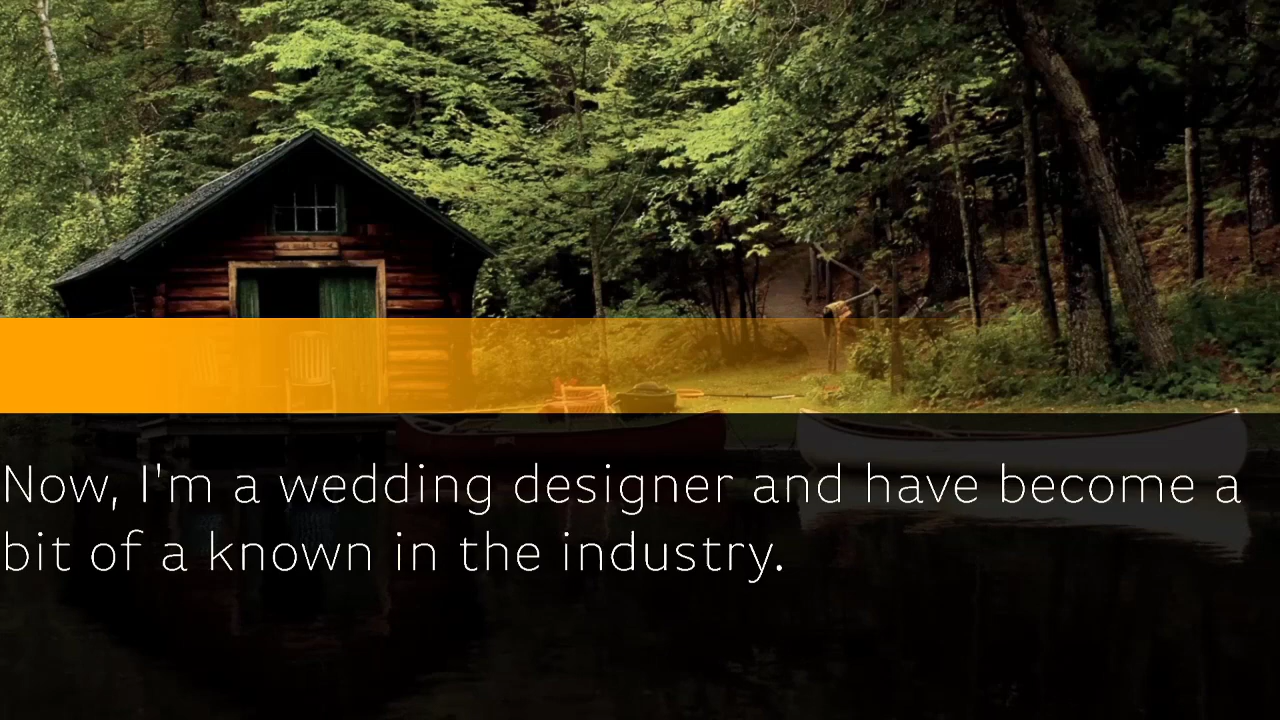 Now, I'm a wedding designer and have become a
bit of a known in the industry.